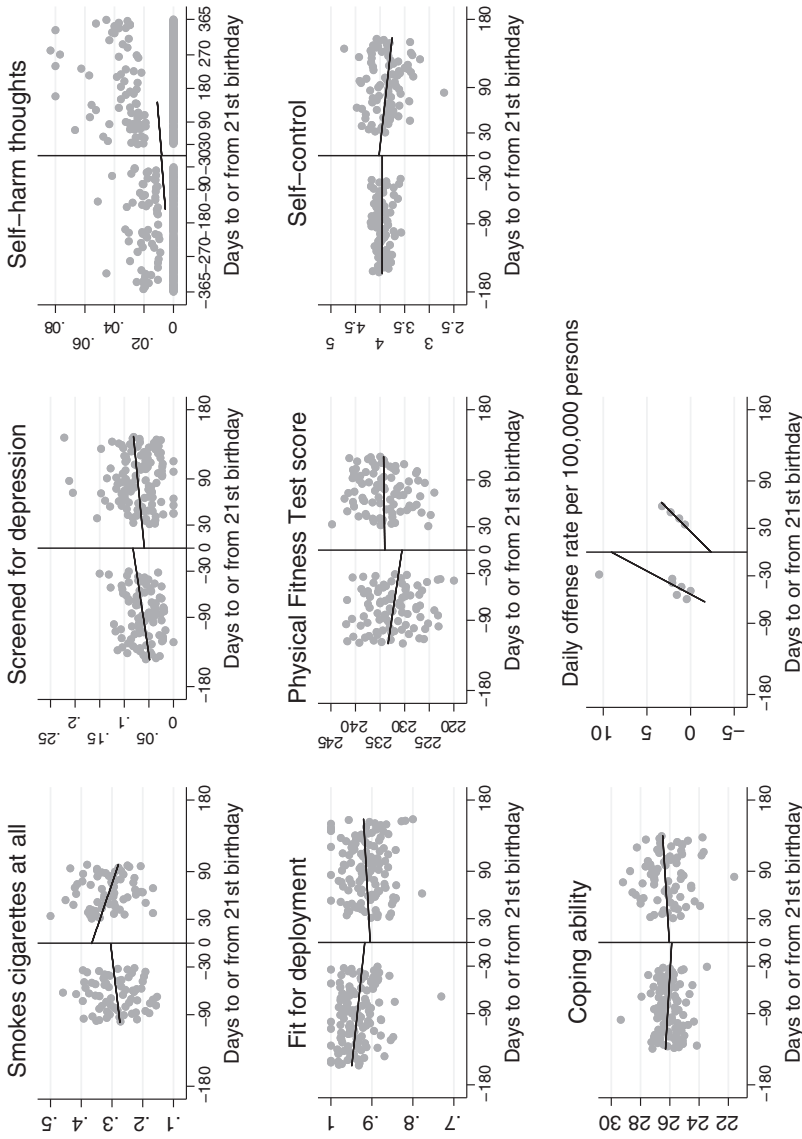 Smokes cigarettes at all
.5
.4
.3
.2
.1
−180 −90 −30 0 30 90 180
Days to or from 21st birthday
Screened for depression
.25
.2
.15
.1
.05
0
−180 −90 −30 0 30 90 180
Days to or from 21st birthday
Self−harm thoughts
.08
.06
.04
.02
0
−365 −270 −180 −90 −30 30 90 180 270 365
Days to or from 21st birthday
Fit for deployment
1
.9
.8
.7
−180 −90 −30 0 30 90 180
Days to or from 21st birthday
Physical Fitness Test score
245
240
235
230
225
220
−180 −90 −30 0 30 90 180
Days to or from 21st birthday
Self−control
5
4.5
4
3.5
3
2.5
−180 −90 −30 0 30 90 180
Days to or from 21st birthday
Coping ability
30
28
26
24
22
−180 −90 −30 0 30 90 180
Days to or from 21st birthday
Daily offense rate per 100,000 persons
10
5
0
−5
−180 −90 −30 0 30 90 180
Days to or from 21st birthday